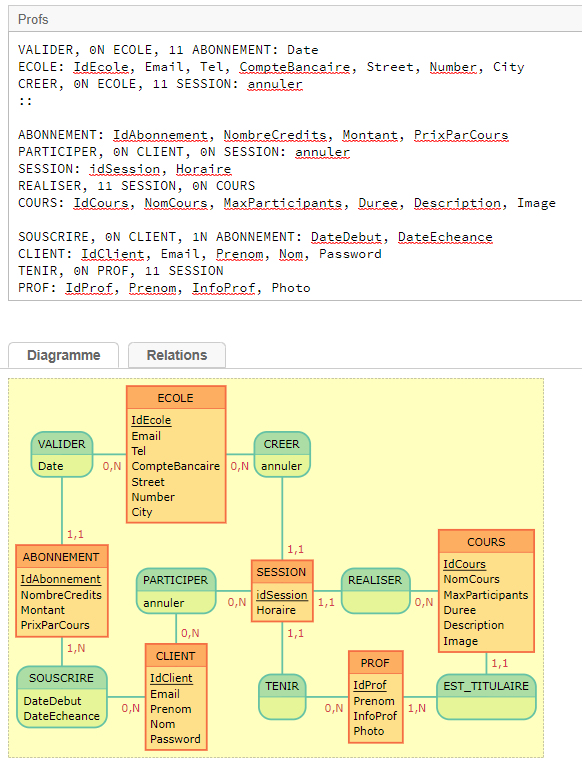 Profs
VALIDER, 0N ECOLE, 11 ABONNEMENT: Date
ECOLE: IdEcole, Email, Tel, CompteBancaire, Street, Number, City
CREER, 0N ECOLE, 11 SESSION: annuler
::
ABONNEMENT: IdAbonnement, NombreCredits, Montant, PrixParCours
PARTICIPER, 0N CLIENT, 0N SESSION: annuler
SESSION: idSession, Horaire
REALISER, 11 SESSION, 0N COURS
COURS: IdCours, NomCours, MaxParticipants, Duree, Description, Image
SOUSCRIRE, 0N CLIENT, 1N ABONNEMENT: DateDebut, DateEcheance
CLIENT: IdClient, Email, Prenom, Nom, Password
TENIR, 0N PROF, 11 SESSION
PROF: IdProf, Prenom, InfoProf, Photo
Diagramme
Relations
ECOLE
IdEcole
Email
Tel
CompteBancaire
Street
Number
City
VALIDER
Date
0,N
0,N
CREER
annuler
1,1
1,1
ABONNEMENT
IdAbonnement
NombreCredits
Montant
PrixParCours
1,N
PARTICIPER
annuler
0,N
0,N
SESSION
idSession
Horaire
1,1
1,1
REALISER
0,N
COURS
IdCours
NomCours
MaxParticipants
Duree
Description
Image
1,1
SOUSCRIRE
DateDebut
DateEcheance
0,N
CLIENT
IdClient
Email
Prenom
Nom
Password
TENIR
0,N
PROF
IdProf
Prenom
InfoProf
Photo
1,N
EST_TITULAIRE